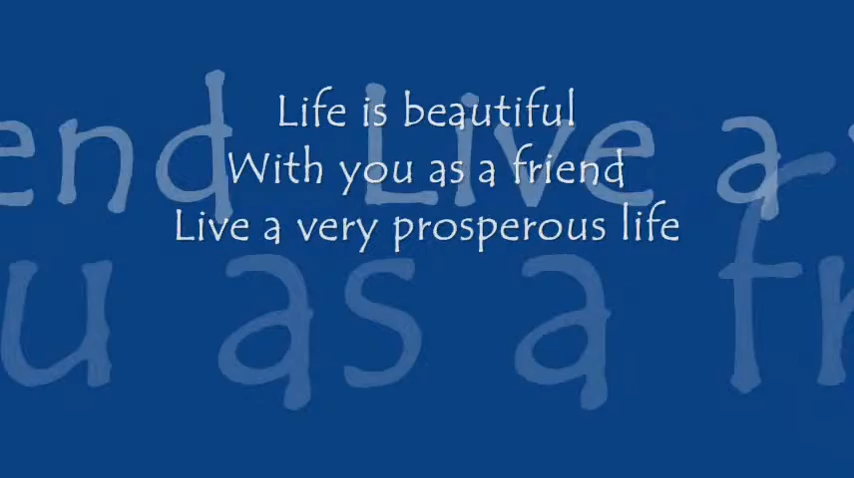 Life is beautiful
With you as a friend
Live a very prosperous life
end Live a
u as a fr